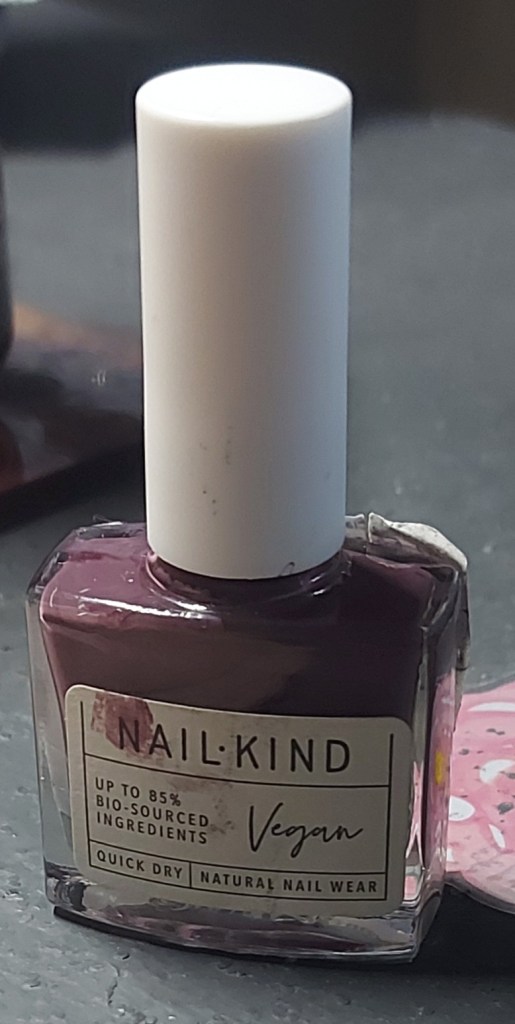 NAIL·KIND
UP TO 85%
BIO-SOURCED
INGREDIENTS
Vegan
QUICK DRY
NATURAL NAIL WEAR